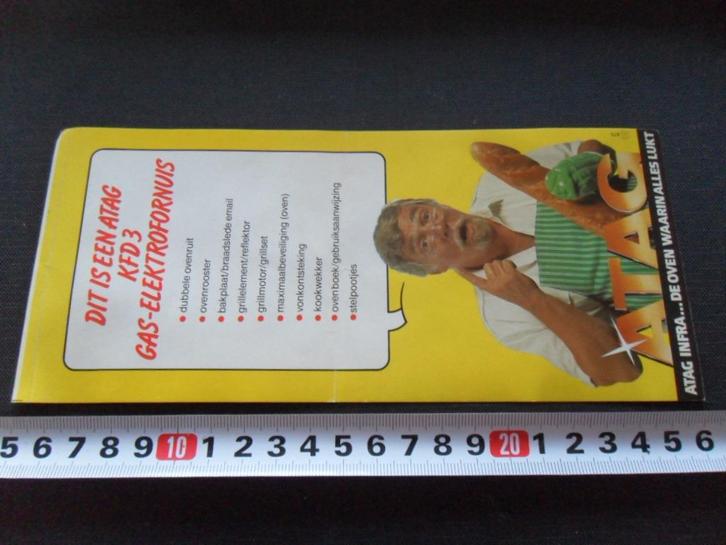 DIT IS EEN ATAG
KFD 3
GAS-ELEKTROFORNUIS
• dubbele ovenruit
• ovenrooster
• bakplaat/braadslede email
• grillelement/reflektor
• grillmotor/grillset
• maximaalbeveiliging (oven)
• vonkontsteking
• kookwekker
• ovenboek/gebruiksaanwijzing
• stelpootjes
ATAG
ATAG INFRA... DE OVEN WAARIN ALLES LUKT
5 6 7 8 9 10 1 2 3 4 5 6 7 8 9 20 1 2 3 4 5 6